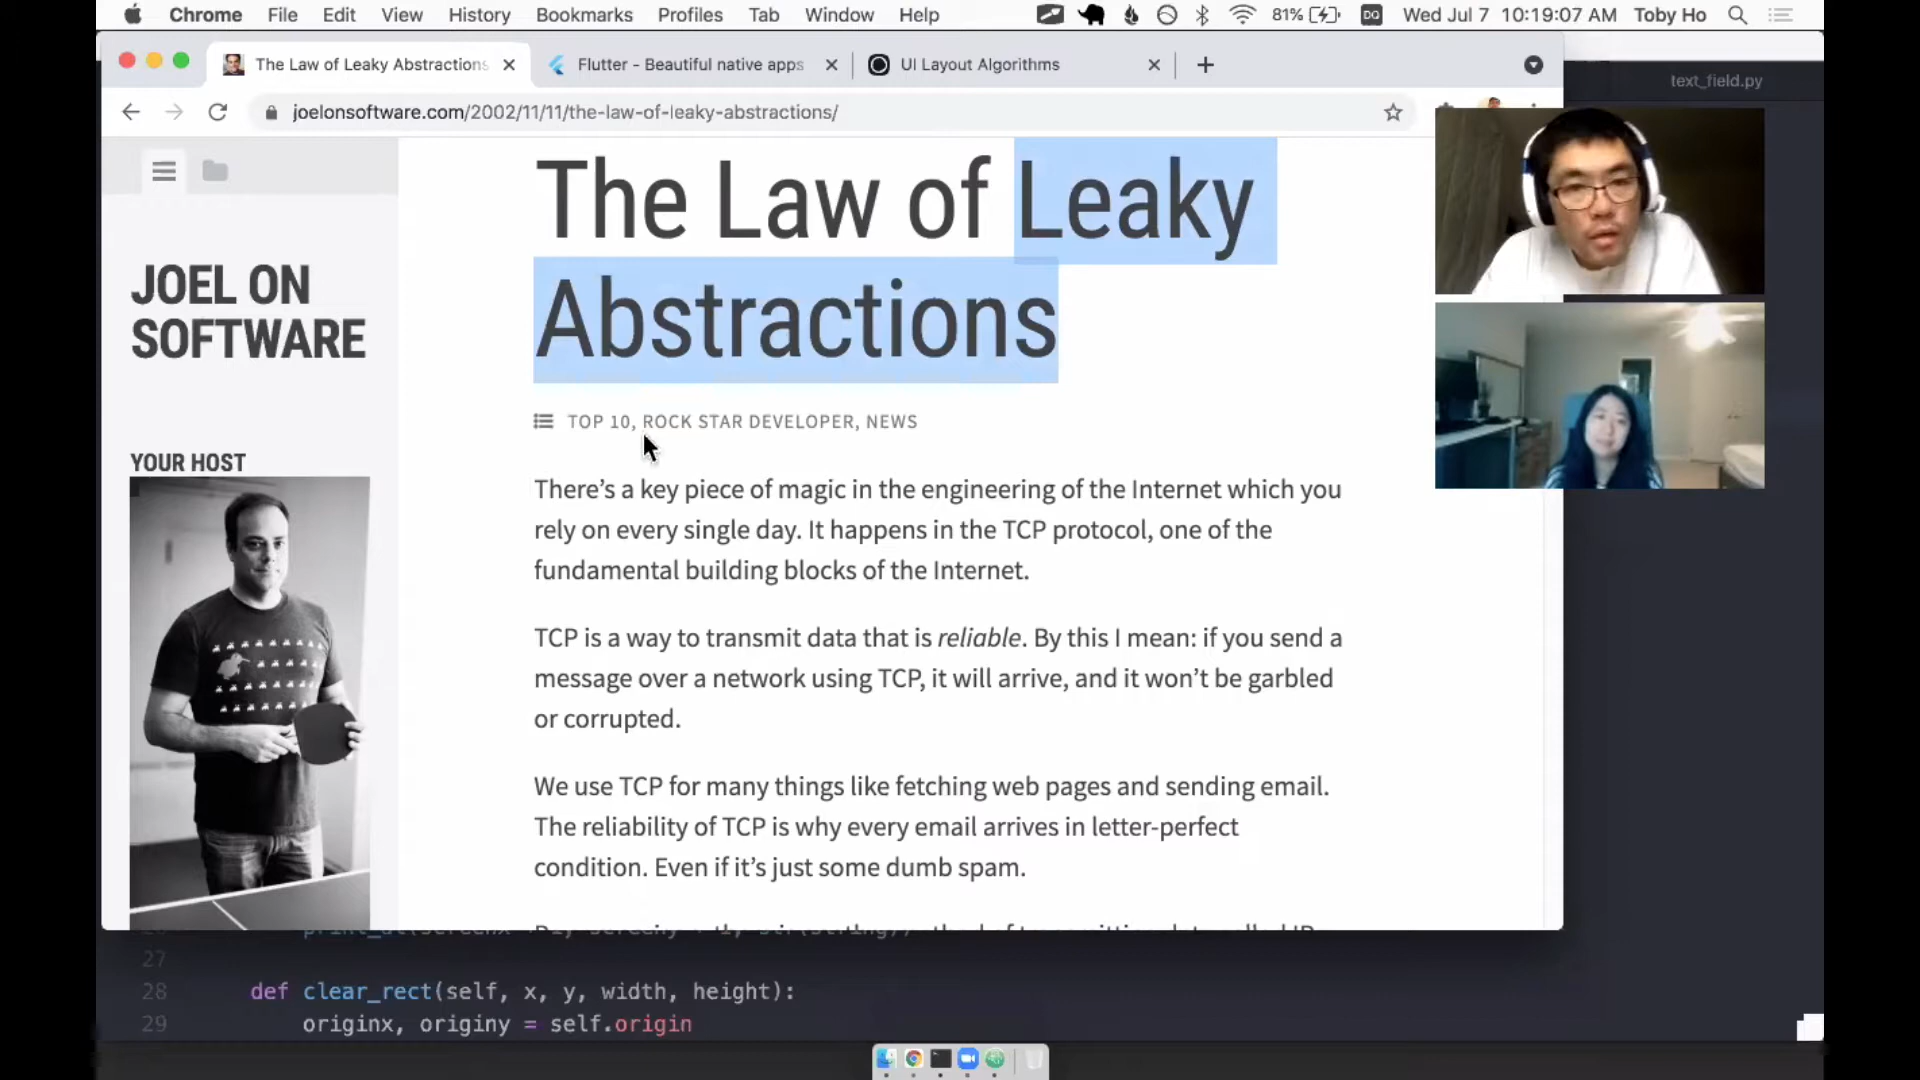 Chrome File Edit View History Bookmarks Profiles Tab Window Help 81% DQ Wed Jul 7 10:19:07 AM Toby Ho
The Law of Leaky Abstractions
Flutter - Beautiful native apps
UI Layout Algorithms
text_field.py
joelonsoftware.com/2002/11/11/the-law-of-leaky-abstractions/
JOEL ON
SOFTWARE
YOUR HOST
The Law of Leaky
Abstractions
TOP 10, ROCK STAR DEVELOPER, NEWS
There's a key piece of magic in the engineering of the Internet which you
rely on every single day. It happens in the TCP protocol, one of the
fundamental building blocks of the Internet.
TCP is a way to transmit data that is reliable. By this I mean: if you send a
message over a network using TCP, it will arrive, and it won't be garbled
or corrupted.
We use TCP for many things like fetching web pages and sending email.
The reliability of TCP is why every email arrives in letter-perfect
condition. Even if it's just some dumb spam.
27
28 def clear_rect(self, x, y, width, height):
29 originx, originy = self.origin